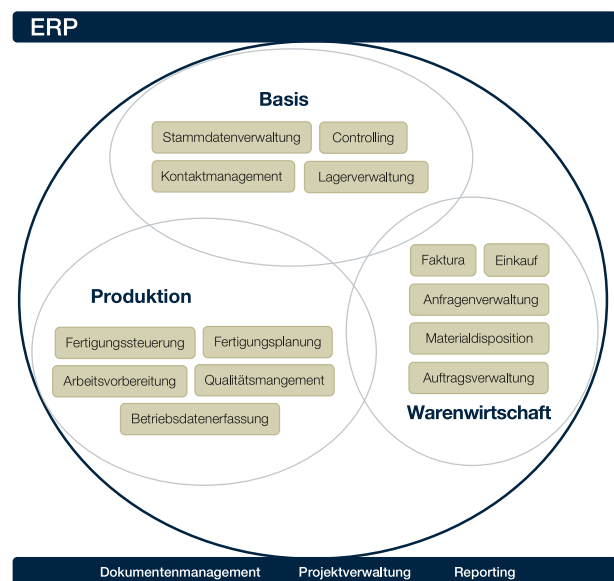 ERP
Basis
Stammdatenverwaltung Controlling
Kontaktmanagement Lagerverwaltung
Produktion
Fertigungssteuerung Fertigungsplanung
Arbeitsvorbereitung Qualitätsmangement
Betriebsdatenerfassung
Faktura Einkauf
Anfragenverwaltung
Materialdisposition
Auftragsverwaltung
Warenwirtschaft
Dokumentenmanagement Projektverwaltung Reporting